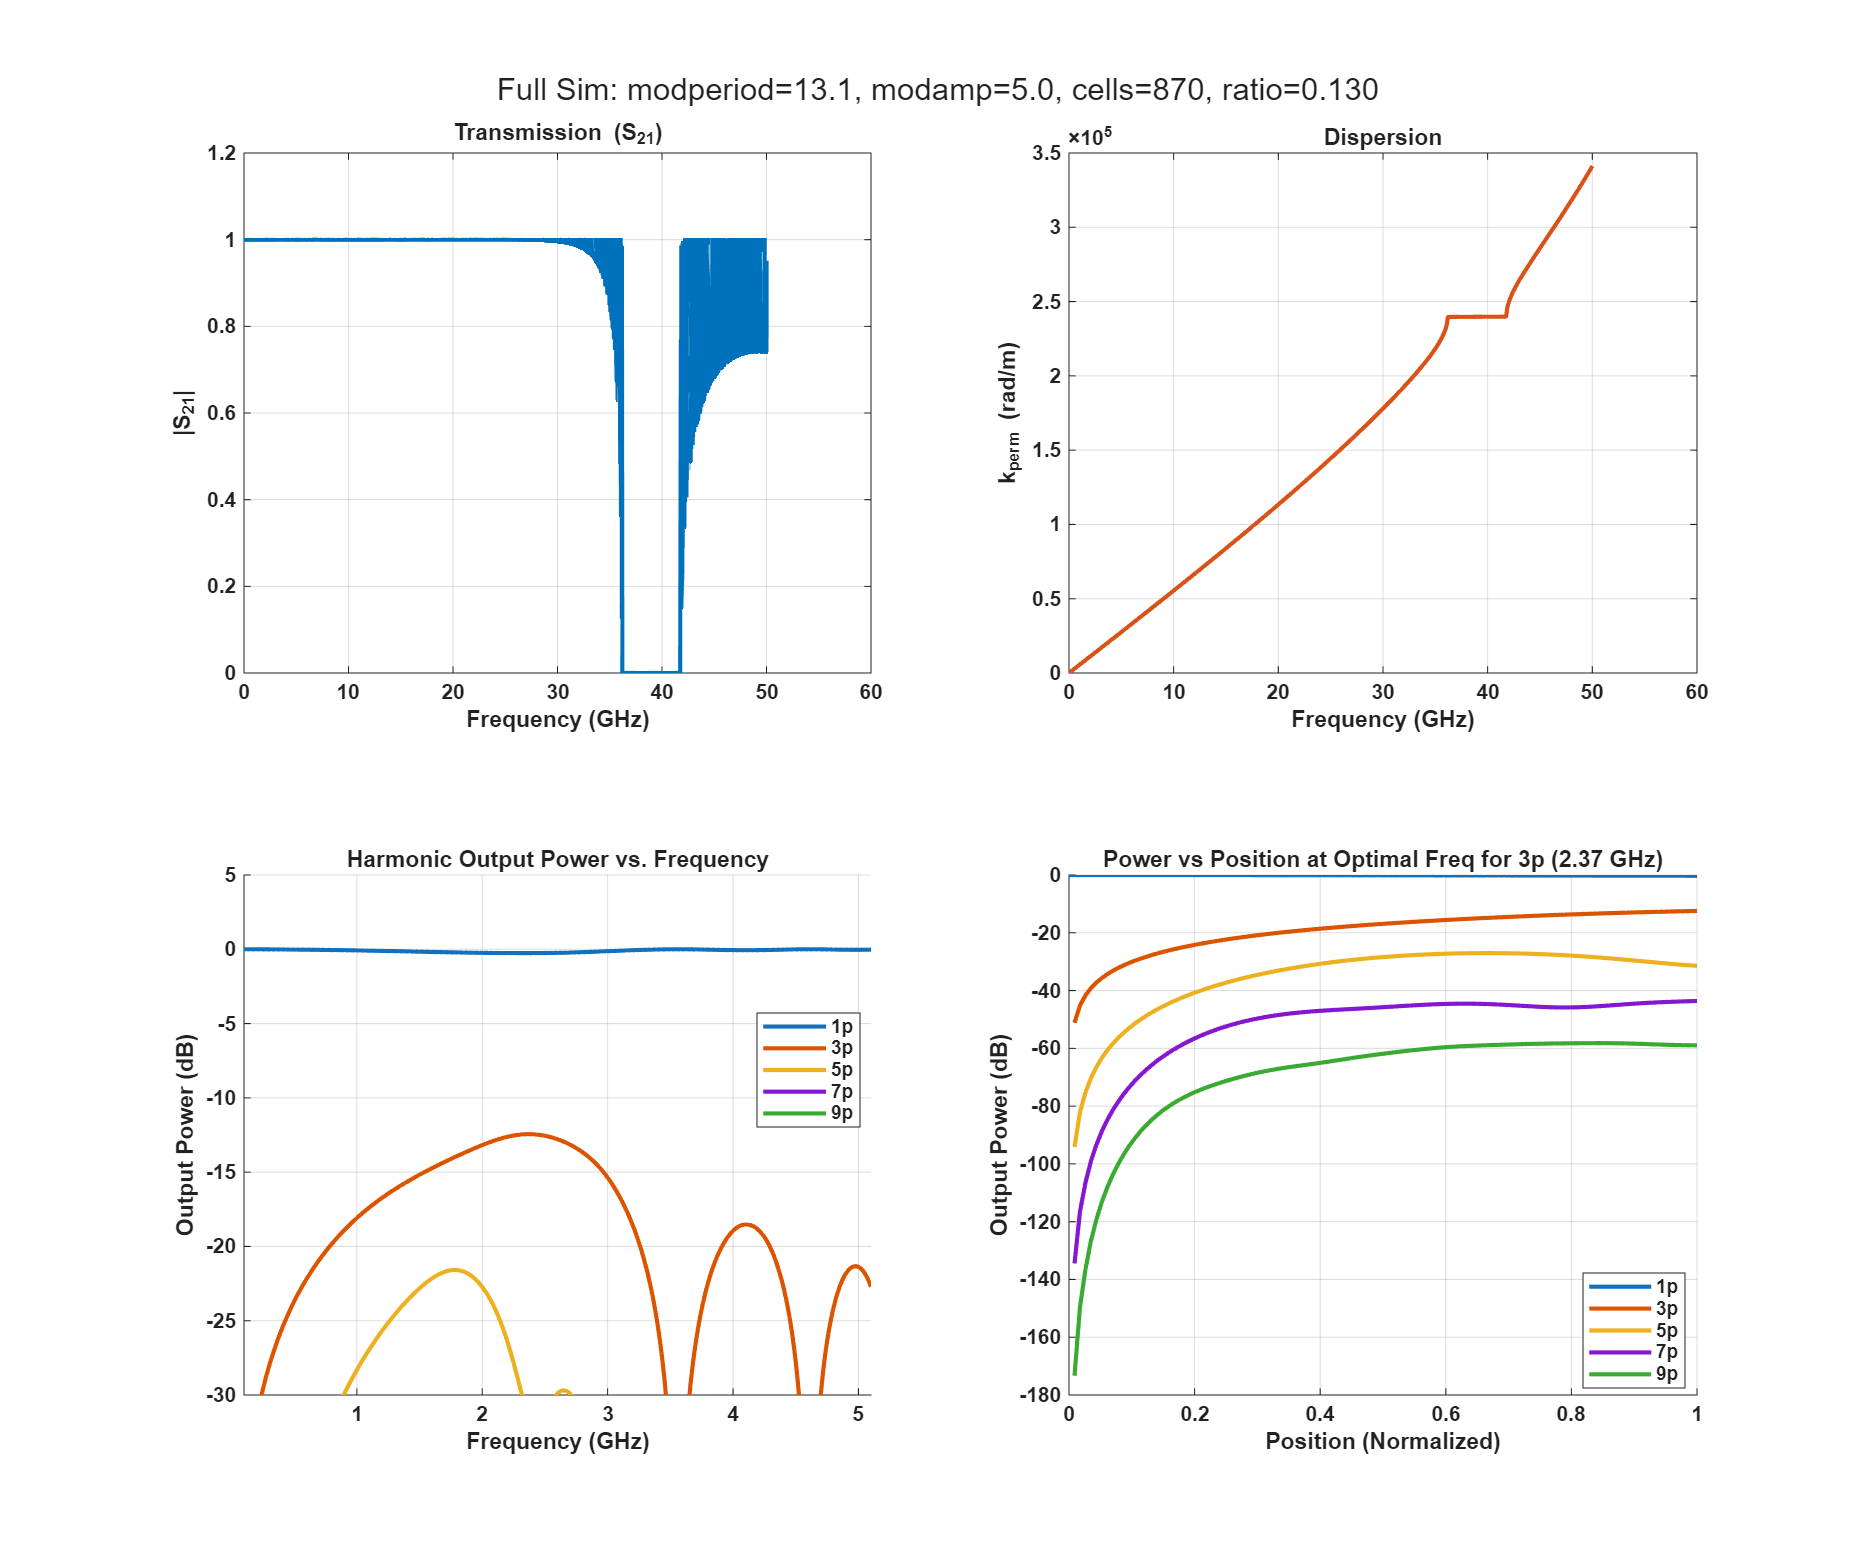 Full Sim: modperiod=13.1, modamp=5.0, cells=870, ratio=0.130
Transmission (S21)
1.2
1
0.8
0.6
0.4
0.2
0
|S21|
0 10 20 30 40 50 60
Frequency (GHz)
×10^5
Dispersion
3.5
3
2.5
2
1.5
1
0.5
0
kperm (rad/m)
0 10 20 30 40 50 60
Frequency (GHz)
Harmonic Output Power vs. Frequency
5
0
-5
-10
-15
-20
-25
-30
Output Power (dB)
1p
3p
5p
7p
9p
1 2 3 4 5
Frequency (GHz)
Power vs Position at Optimal Freq for 3p (2.37 GHz)
0
-20
-40
-60
-80
-100
-120
-140
-160
-180
Output Power (dB)
1p
3p
5p
7p
9p
0 0.2 0.4 0.6 0.8 1
Position (Normalized)